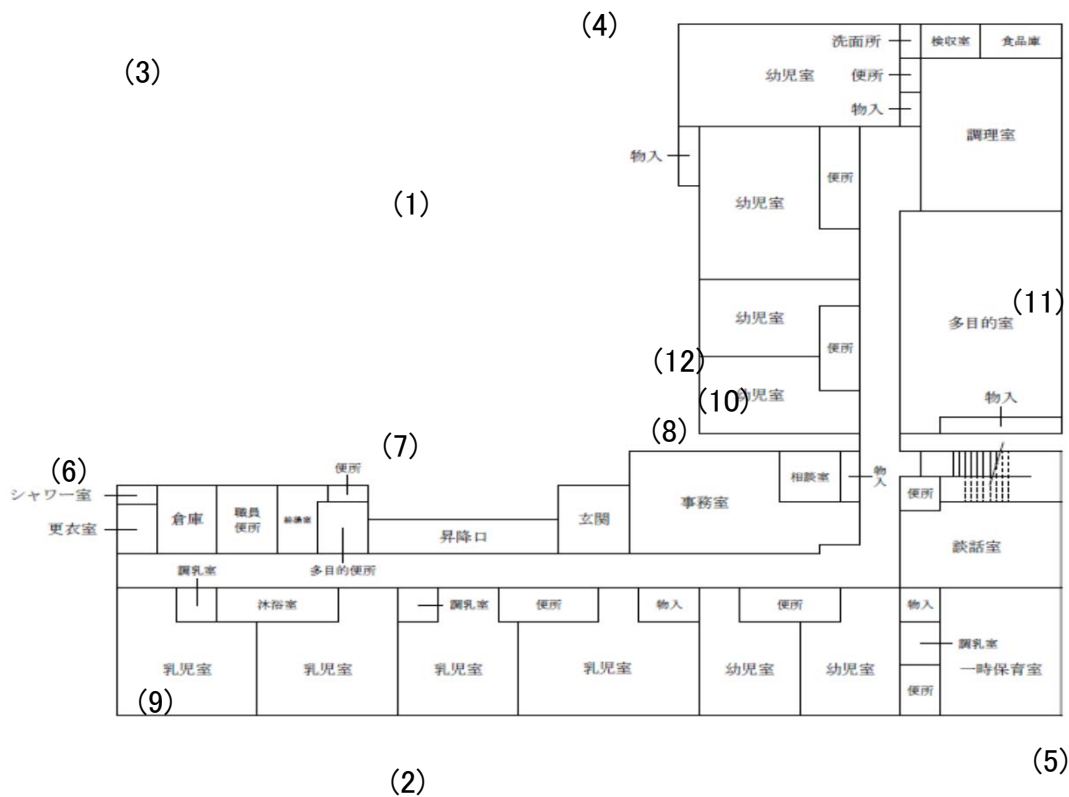 (4)
洗面所
検収室
食品庫
(3)
幼児室
便所
物入
調理室
物入
便所
(1)
幼児室
(11)
幼児室
多目的室
便所
(12)
幼児室
(10)
物入
(8)
(7)
(6)
便所
相談室
物入
シャワー室
便所
倉庫
職員
便所
事務室
玄関
更衣室
昇降口
談話室
調乳室
多目的便所
沐浴室
調乳室
便所
物入
便所
物入
調乳室
乳児室
乳児室
乳児室
乳児室
幼児室
幼児室
一時保育室
便所
(9)
(5)
(2)